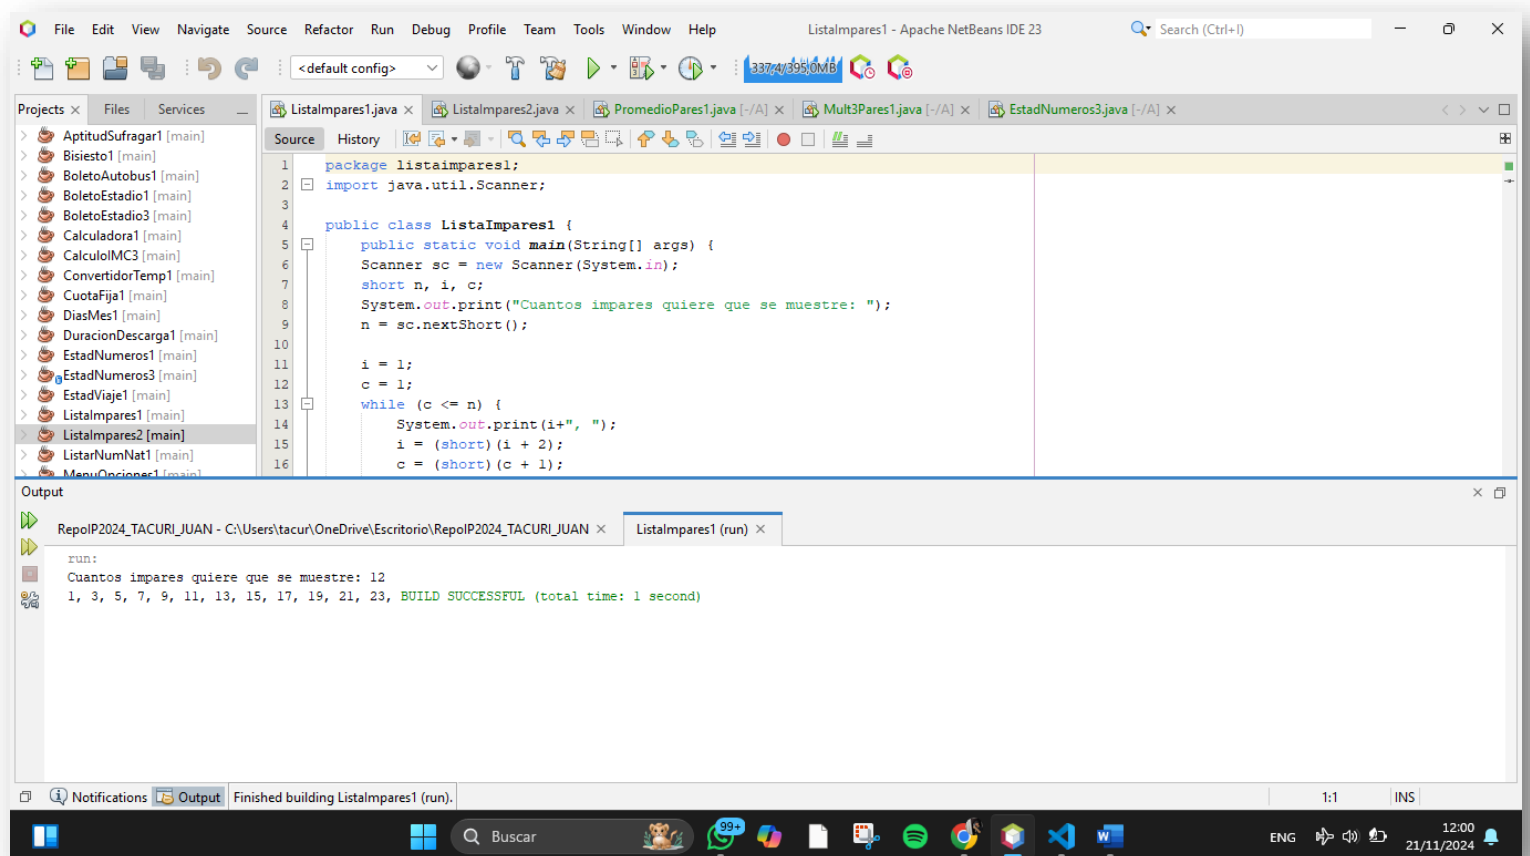 File Edit View Navigate Source Refactor Run Debug Profile Team Tools Window Help
ListaImpares1 - Apache NetBeans IDE 23
Search (Ctrl+I)
<default config>
337,4/395,0MB
Projects Files Services
ListaImpares1.java ListaImpares2.java PromedioPares1.java [-/A] Mult3Pares1.java [-/A] EstadNumeros3.java [-/A]
AptitudSufragar1 [main]
Bisiesto1 [main]
BoletoAutobus1 [main]
BoletoEstadio1 [main]
BoletoEstadio3 [main]
Calculadora1 [main]
CalculoIMC3 [main]
ConvertidorTemp1 [main]
CuotaFija1 [main]
DiasMes1 [main]
DuracionDescarga1 [main]
EstadNumeros1 [main]
EstadNumeros3 [main]
EstadViaje1 [main]
ListaImpares1 [main]
ListaImpares2 [main]
ListarNumNat1 [main]
MenuOpciones1 [main]
Source History
1 package listaimpares1;
2 import java.util.Scanner;
3
4 public class ListaImpares1 {
5 public static void main(String[] args) {
6 Scanner sc = new Scanner(System.in);
7 short n, i, c;
8 System.out.print("Cuantos impares quiere que se muestre: ");
9 n = sc.nextShort();
10
11 i = 1;
12 c = 1;
13 while (c <= n) {
14 System.out.print(i+", ");
15 i = (short)(i + 2);
16 c = (short)(c + 1);
Output
RepoIP2024_TACURI_JUAN - C:\Users\tacur\OneDrive\Escritorio\RepoIP2024_TACURI_JUAN ListaImpares1 (run)
run:
Cuantos impares quiere que se muestre: 12
1, 3, 5, 7, 9, 11, 13, 15, 17, 19, 21, 23, BUILD SUCCESSFUL (total time: 1 second)
Notifications Output Finished building ListaImpares1 (run).
1:1 INS
Buscar
99+
ENG
12:00
21/11/2024